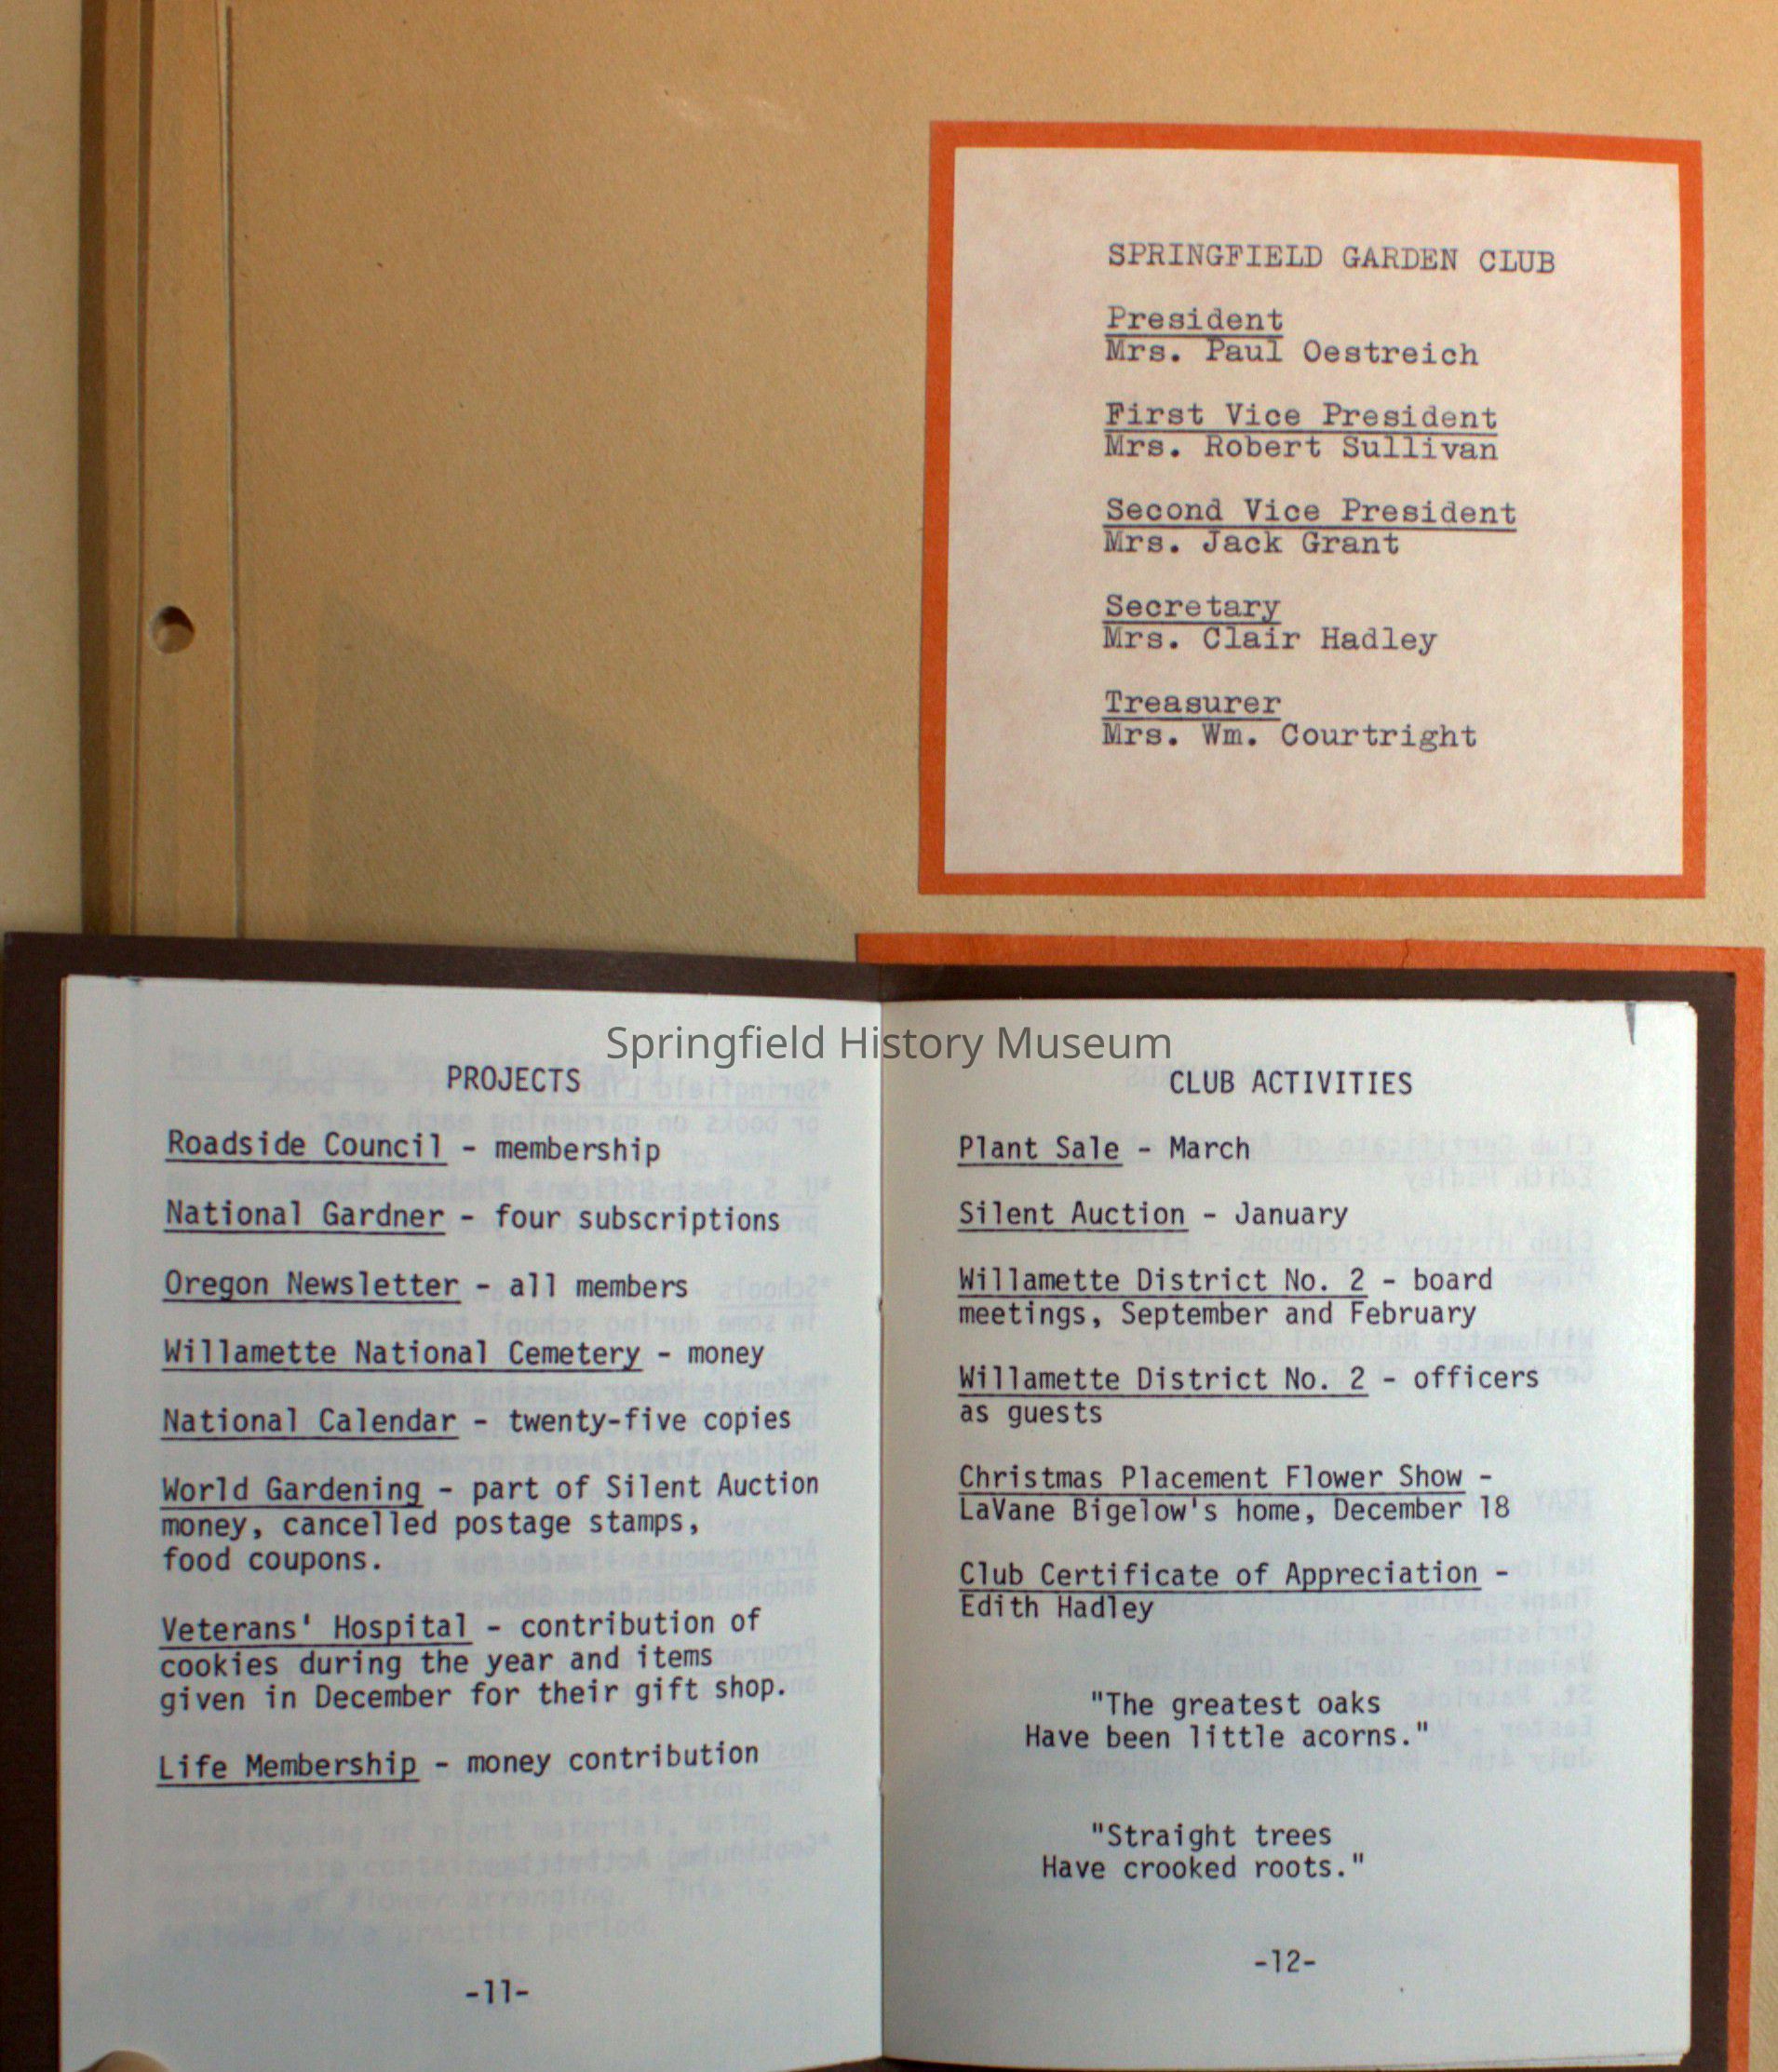 SPRINGFIELD GARDEN CLUB
President
Mrs. Paul Oestreich
First Vice President
Mrs. Robert Sullivan
Second Vice President
Mrs. Jack Grant
Secretary
Mrs. Clair Hadley
Treasurer
Mrs. Wm. Courtright
Springfield History Museum
PROJECTS
Roadside Council - membership
National Gardner - four subscriptions
Oregon Newsletter - all members
Willamette National Cemetery - money
National Calendar - twenty-five copies
World Gardening - part of Silent Auction
money, cancelled postage stamps,
food coupons.
Veterans' Hospital - contribution of
cookies during the year and items
given in December for their gift shop.
Life Membership - money contribution
-11-
CLUB ACTIVITIES
Plant Sale - March
Silent Auction - January
Willamette District No. 2 - board
meetings, September and February
Willamette District No. 2 - officers
as guests
Christmas Placement Flower Show -
LaVane Bigelow's home, December 18
Club Certificate of Appreciation -
Edith Hadley
"The greatest oaks
Have been little acorns."
"Straight trees
Have crooked roots."
-12-